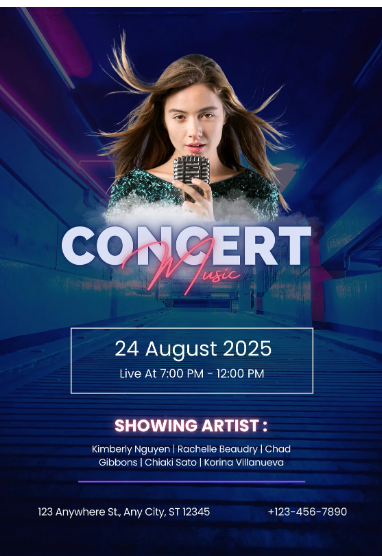 CONCERT
Music
24 August 2025
Live At 7:00 PM - 12:00 PM
SHOWING ARTIST :
Kimberly Nguyen | Rachelle Beaudry | Chad
Gibbons | Chiaki Sato | Korina Villanueva
123 Anywhere St., Any City, ST 12345
+123-456-7890